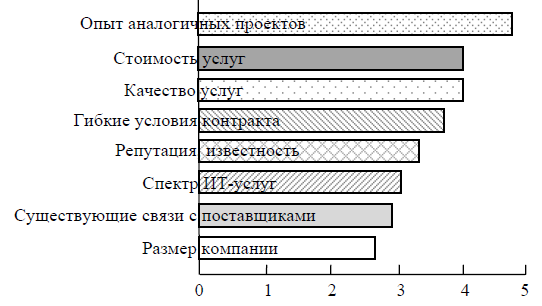 Опыт аналогичных проектов
Стоимость услуг
Качество услуг
Гибкие условия контракта
Репутация известность
Спектр ИТ-услуг
Существующие связи с поставщиками
Размер компании
0 1 2 3 4 5